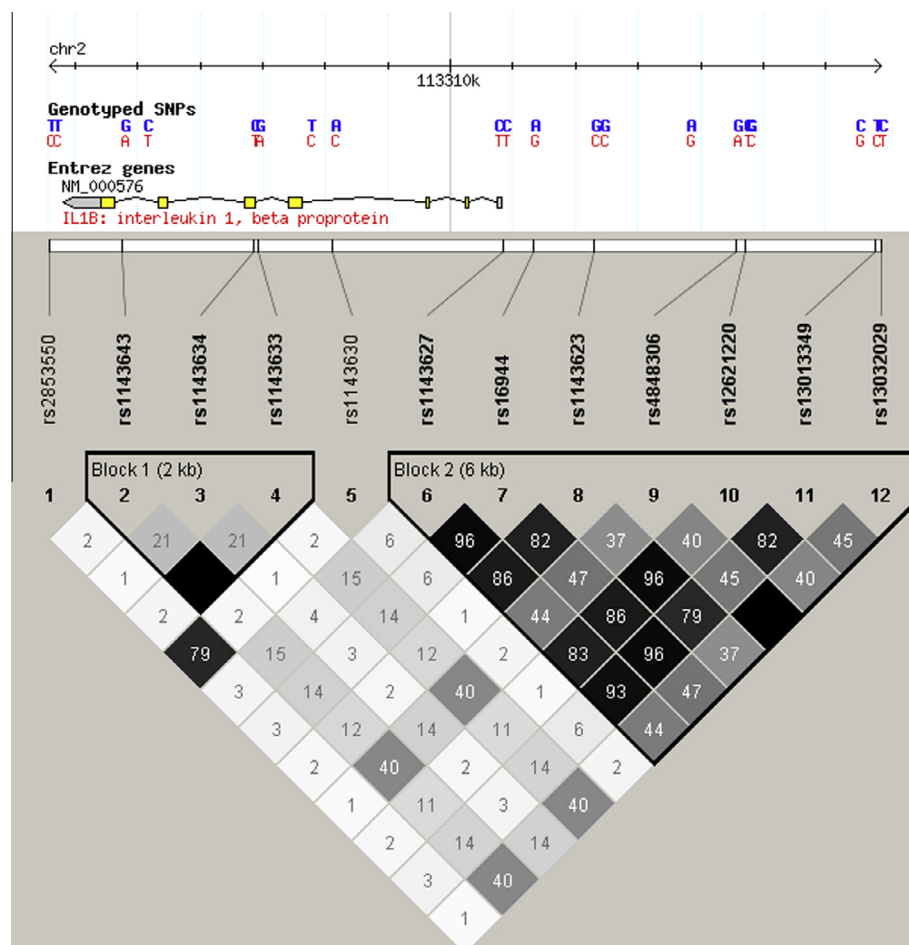 chr2
113310k
Genotyped SNPs
TT G C G T A CC A GG A G C C
CC A T A C C TT G CC G A C G CT
Entrez genes
NM_000576
IL1B: interleukin 1, beta proprotein
rs2853550 rs1143643 rs1143634 rs1143633 rs1143630 rs1143627 rs16944 rs1143623 rs4848306 rs12621220 rs13013349 rs13032029
Block 1 (2 kb) Block 2 (6 kb)
1 2 3 4 5 6 7 8 9 10 11 12
2 21 21 2 6 96 82 37 40 82 45
1 1 15 6 86 47 96 45 40
2 2 4 14 1 44 86 79
79 15 3 12 2 83 96 37
3 14 2 40 1 93 47
3 12 14 11 6 44
2 40 2 14 2
1 11 3 40
2 14 14
3 40
1